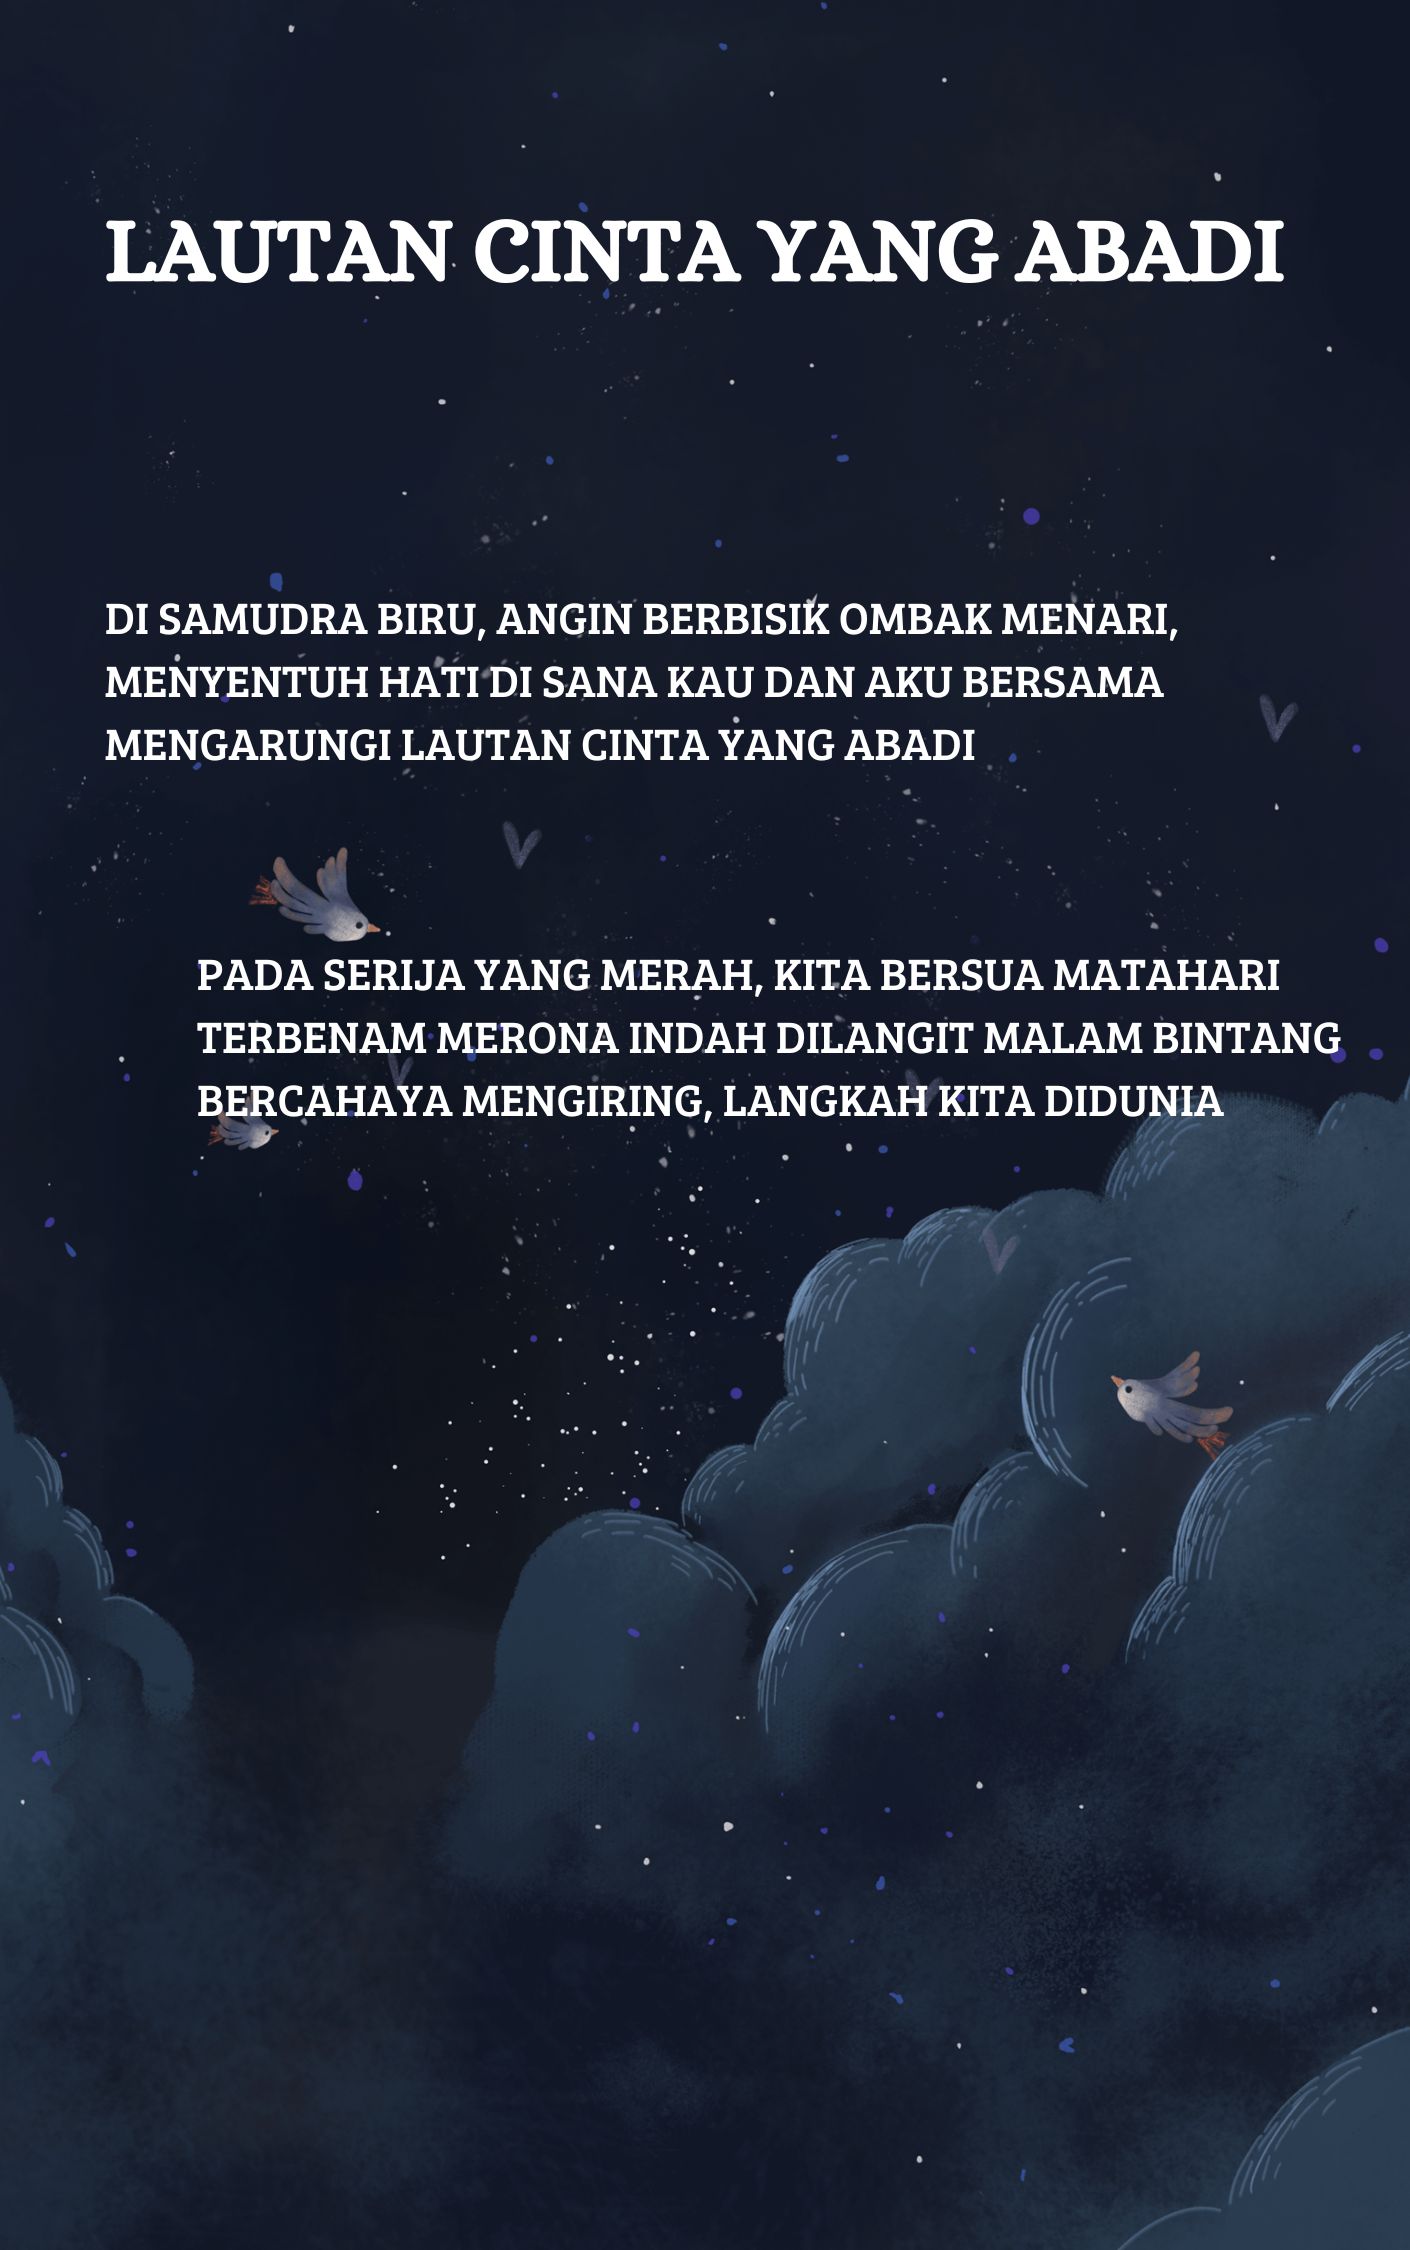 LAUTAN CINTA YANG ABADI
DI SAMUDRA BIRU, ANGIN BERBISIK OMBAK MENARI,
MENYENTUH HATI DI SANA KAU DAN AKU BERSAMA
MENGARUNGI LAUTAN CINTA YANG ABADI
PADA SERIJA YANG MERAH, KITA BERSUA MATAHARI
TERBENAM MERONA INDAH DILANGIT MALAM BINTANG
BERCAHAYA MENGIRING, LANGKAH KITA DIDUNIA